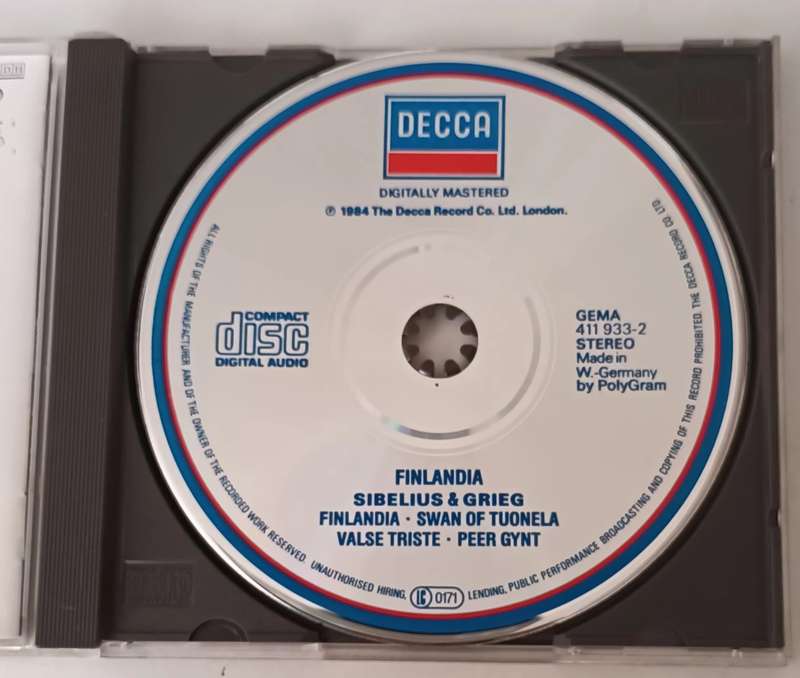 DECCA
DIGITALLY MASTERED
℗ 1984 The Decca Record Co. Ltd. London.
COMPACT
disc
DIGITAL AUDIO
GEMA
411 933-2
STEREO
Made in
W.-Germany
by PolyGram
FINLANDIA
SIBELIUS & GRIEG
FINLANDIA · SWAN OF TUONELA
VALSE TRISTE · PEER GYNT
ALL RIGHTS OF THE MANUFACTURER AND OF THE OWNER OF THE RECORDED WORK RESERVED. UNAUTHORISED HIRING, LC 0171 LENDING, PUBLIC PERFORMANCE BROADCASTING AND COPYING OF THIS RECORD PROHIBITED. THE DECCA RECORD CO. LTD.